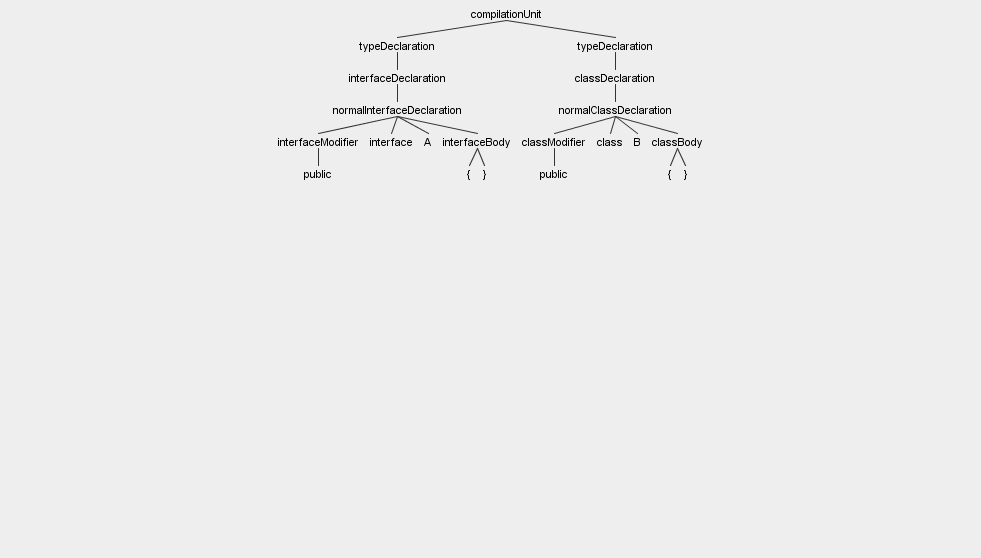 compilationUnit
typeDeclaration typeDeclaration
interfaceDeclaration classDeclaration
normalInterfaceDeclaration normalClassDeclaration
interfaceModifier interface A interfaceBody classModifier class B classBody
public { } public { }